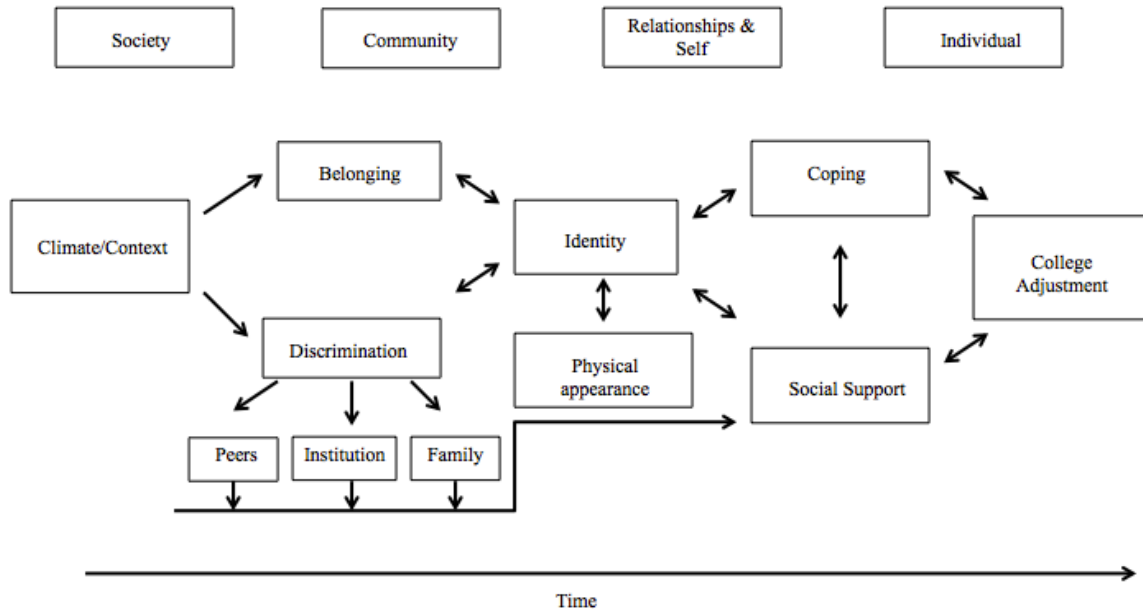 Society
Community
Relationships &
Self
Individual
Belonging
Coping
Climate/Context
Identity
College
Adjustment
Discrimination
Physical
appearance
Social Support
Peers
Institution
Family
Time